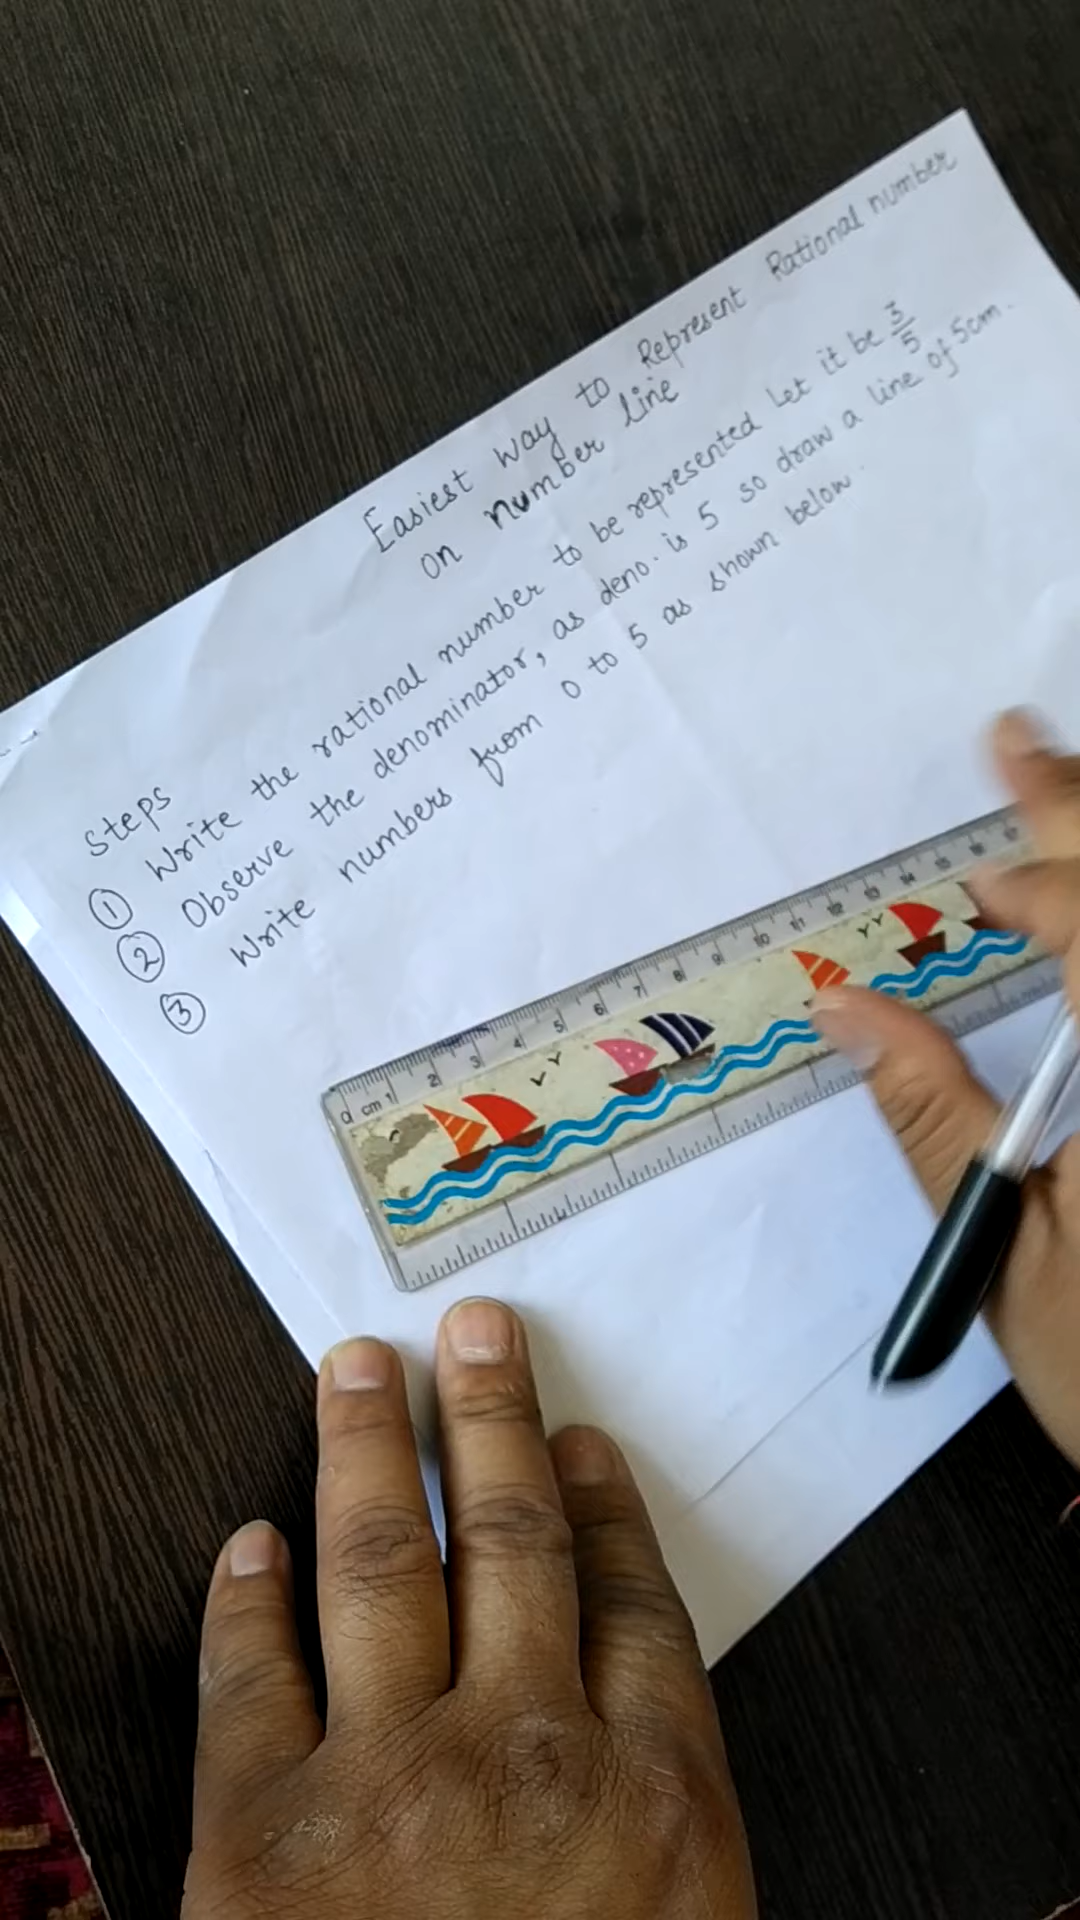 Easiest way to Represent Rational number
on number line
Steps
① Write the rational number to be represented Let it be 3/5
② Observe the denominator, as deno. is 5 so draw a line of 5cm.
③ Write numbers from 0 to 5 as shown below.
0 cm 1 2 3 4 5 6 7 8 9 10 11 12 13 14 15 16 17